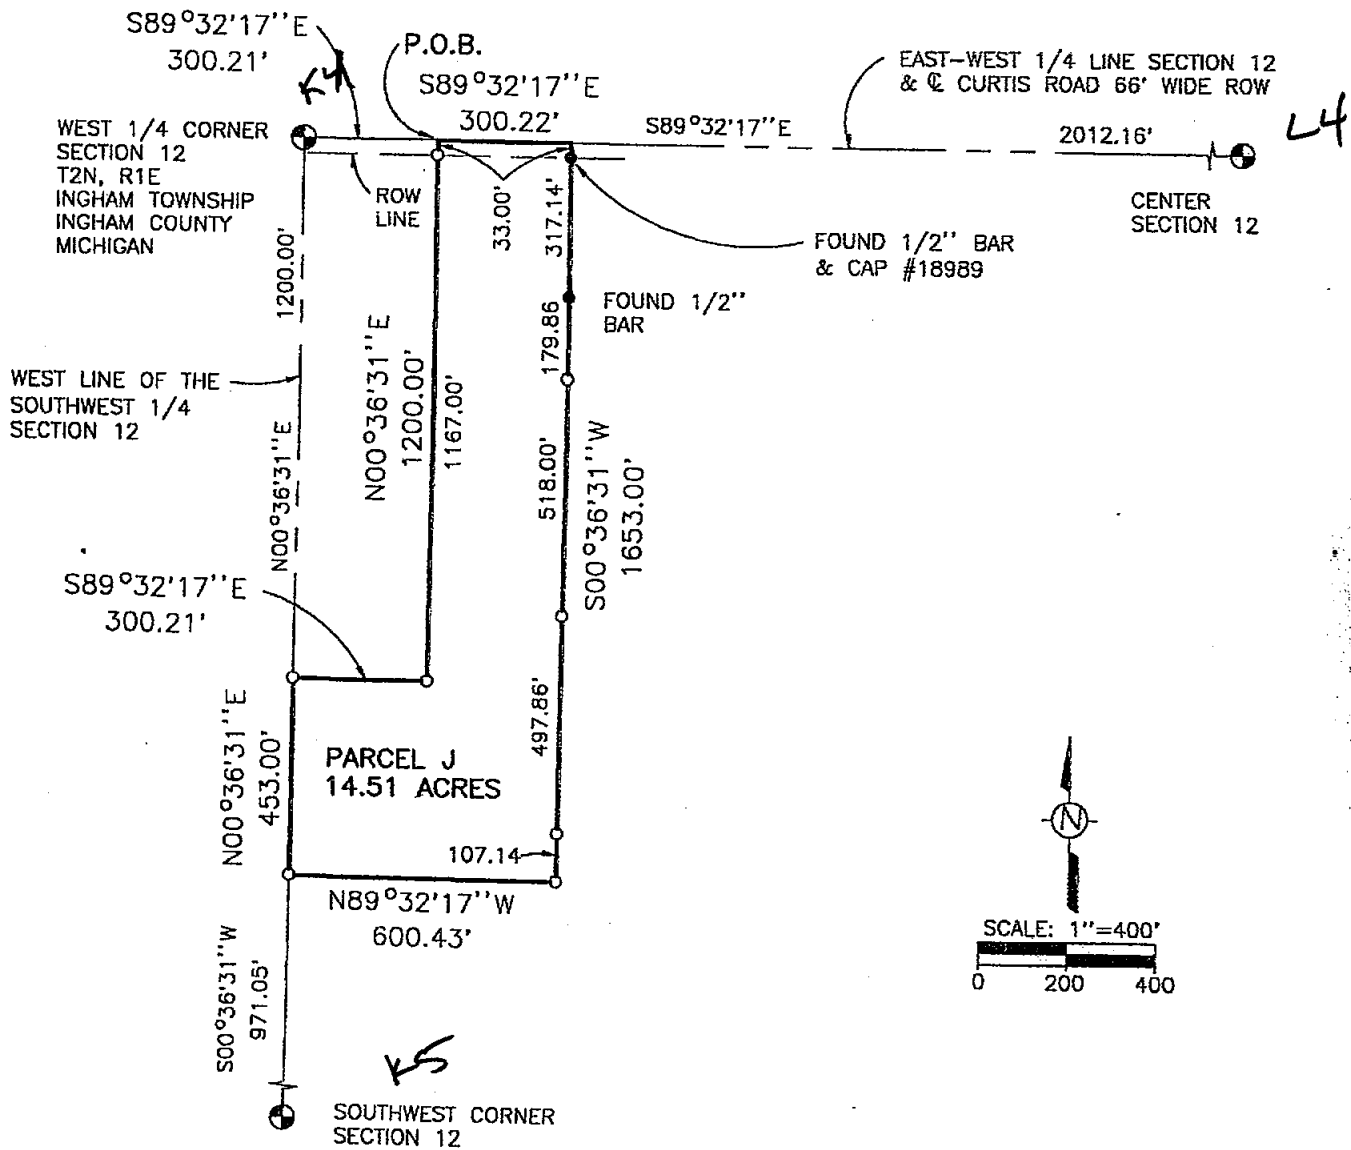 S89°32'17''E
300.21'
P.O.B.
S89°32'17''E
300.22'
EAST-WEST 1/4 LINE SECTION 12
& ℄ CURTIS ROAD 66' WIDE ROW
K4
L4
S89°32'17''E
2012.16'
WEST 1/4 CORNER
SECTION 12
T2N, R1E
INGHAM TOWNSHIP
INGHAM COUNTY
MICHIGAN
ROW
LINE
33.00'
317.14'
CENTER
SECTION 12
FOUND 1/2'' BAR
& CAP #18989
1200.00'
FOUND 1/2''
BAR
179.86
N00°36'31''E
1200.00'
1167.00'
WEST LINE OF THE
SOUTHWEST 1/4
SECTION 12
N00°36'31''E
518.00'
S00°36'31''W
1653.00'
S89°32'17''E
300.21'
497.86'
N00°36'31''E
453.00'
PARCEL J
14.51 ACRES
107.14
N89°32'17''W
600.43'
N
SCALE: 1''=400'
0 200 400
S00°36'31''W
971.05'
K5
SOUTHWEST CORNER
SECTION 12